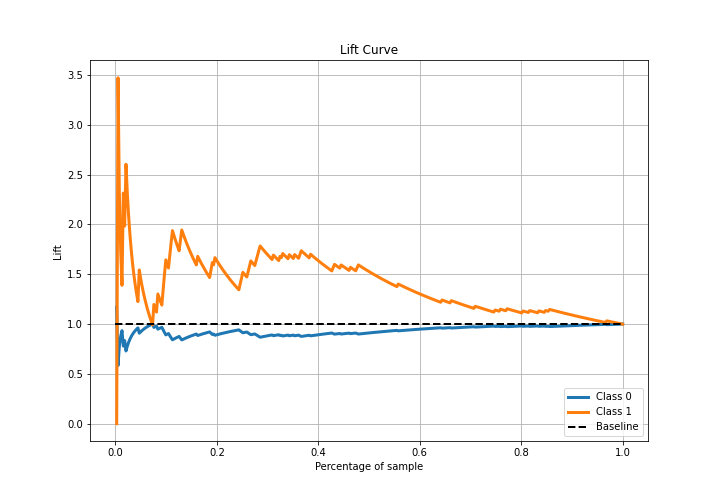 Lift Curve
Lift
3.5
3.0
2.5
2.0
1.5
1.0
0.5
0.0
0.0 0.2 0.4 0.6 0.8 1.0
Percentage of sample
Class 0
Class 1
Baseline